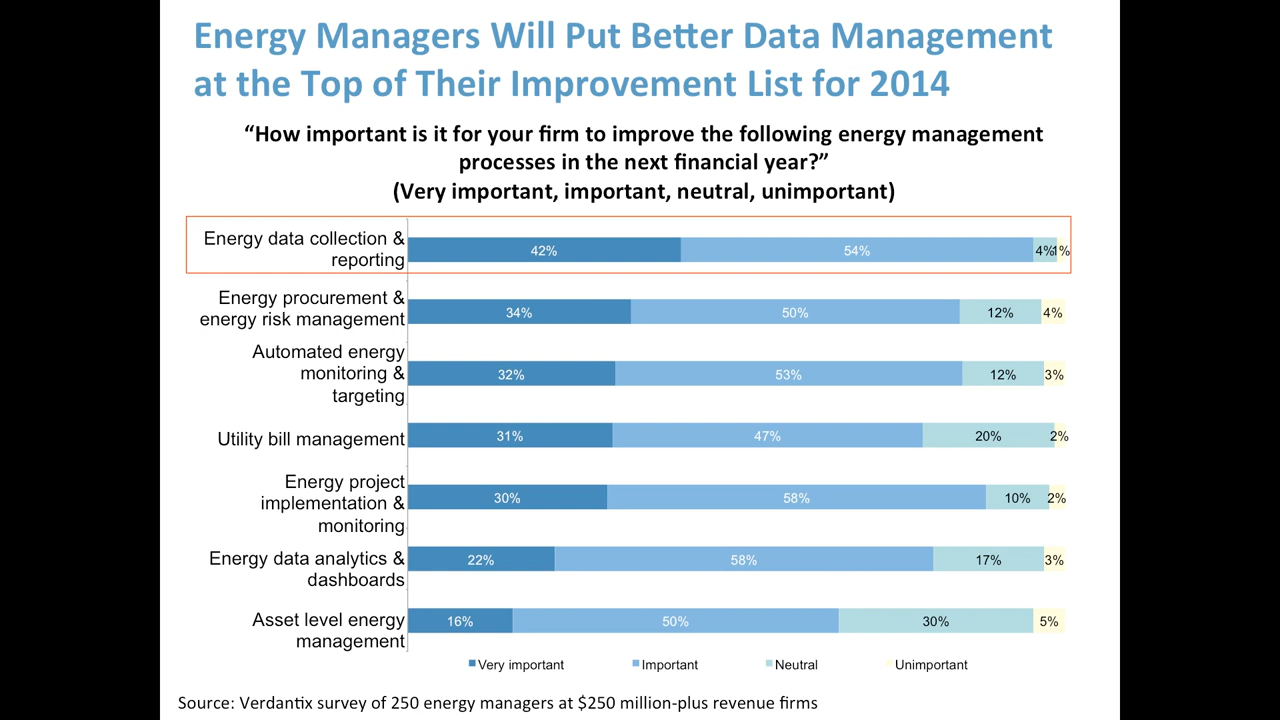 Energy Managers Will Put Better Data Management
at the Top of Their Improvement List for 2014
“How important is it for your firm to improve the following energy management
processes in the next financial year?”
(Very important, important, neutral, unimportant)
Energy data collection &
reporting
42% 54% 4% 1%
Energy procurement &
energy risk management
34% 50% 12% 4%
Automated energy
monitoring &
targeting
32% 53% 12% 3%
Utility bill management
31% 47% 20% 2%
Energy project
implementation &
monitoring
30% 58% 10% 2%
Energy data analytics &
dashboards
22% 58% 17% 3%
Asset level energy
management
16% 50% 30% 5%
Very important Important Neutral Unimportant
Source: Verdantix survey of 250 energy managers at $250 million-plus revenue firms